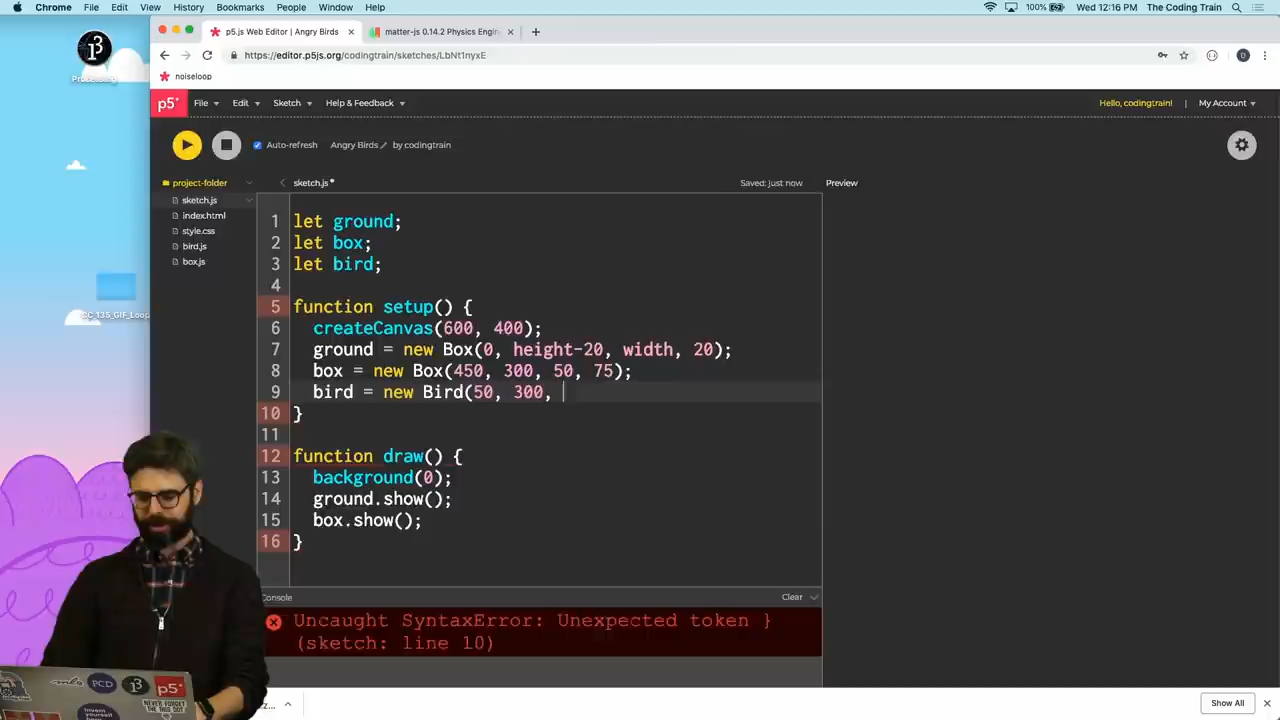 Chrome File Edit View History Bookmarks People Window Help 100% Wed 12:16 PM The Coding Train
p5.js Web Editor | Angry Birds
matter-js 0.14.2 Physics Engin
https://editor.p5js.org/codingtrain/sketches/LbNt1nyxE
noiseloop
Processing
p5* File Edit Sketch Help & Feedback Hello, codingtrain! | My Account
Auto-refresh Angry Birds by codingtrain
project-folder
sketch.js
index.html
style.css
bird.js
box.js
sketch.js Saved: just now Preview
1 let ground;
2 let box;
3 let bird;
4
5 function setup() {
6 createCanvas(600, 400);
7 ground = new Box(0, height-20, width, 20);
8 box = new Box(450, 300, 50, 75);
9 bird = new Bird(50, 300,
10 }
11
12 function draw() {
13 background(0);
14 ground.show();
15 box.show();
16 }
CC_135_GIF_Loop
Console Clear
Uncaught SyntaxError: Unexpected token }
(sketch: line 10)
PCD
p5*
NEVER FORGET
z...
Show All